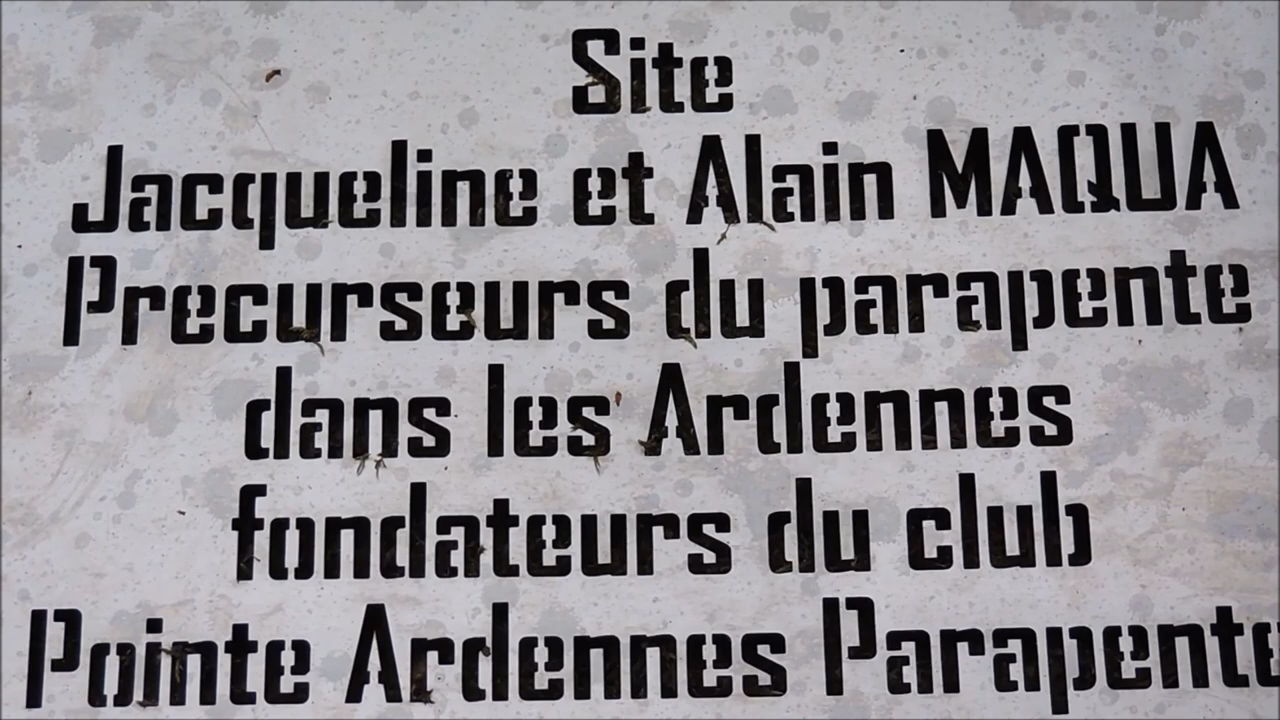 Site
Jacqueline et Alain MAQUA
Precurseurs du parapente
dans les Ardennes
fondateurs du club
Pointe Ardennes Parapente